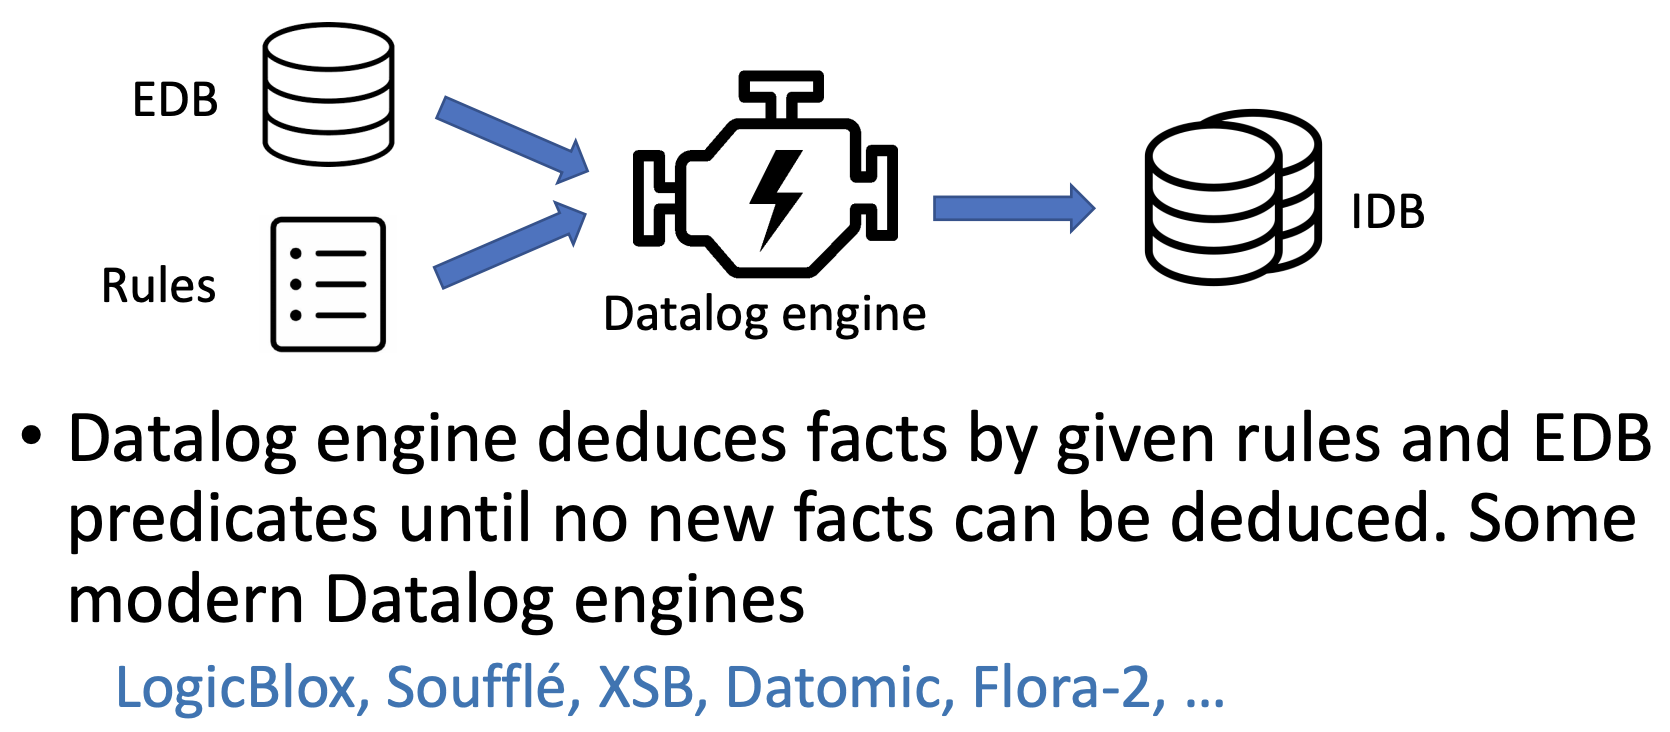 EDB
Rules
Datalog engine
IDB
• Datalog engine deduces facts by given rules and EDB
predicates until no new facts can be deduced. Some
modern Datalog engines
LogicBlox, Soufflé, XSB, Datomic, Flora-2, …